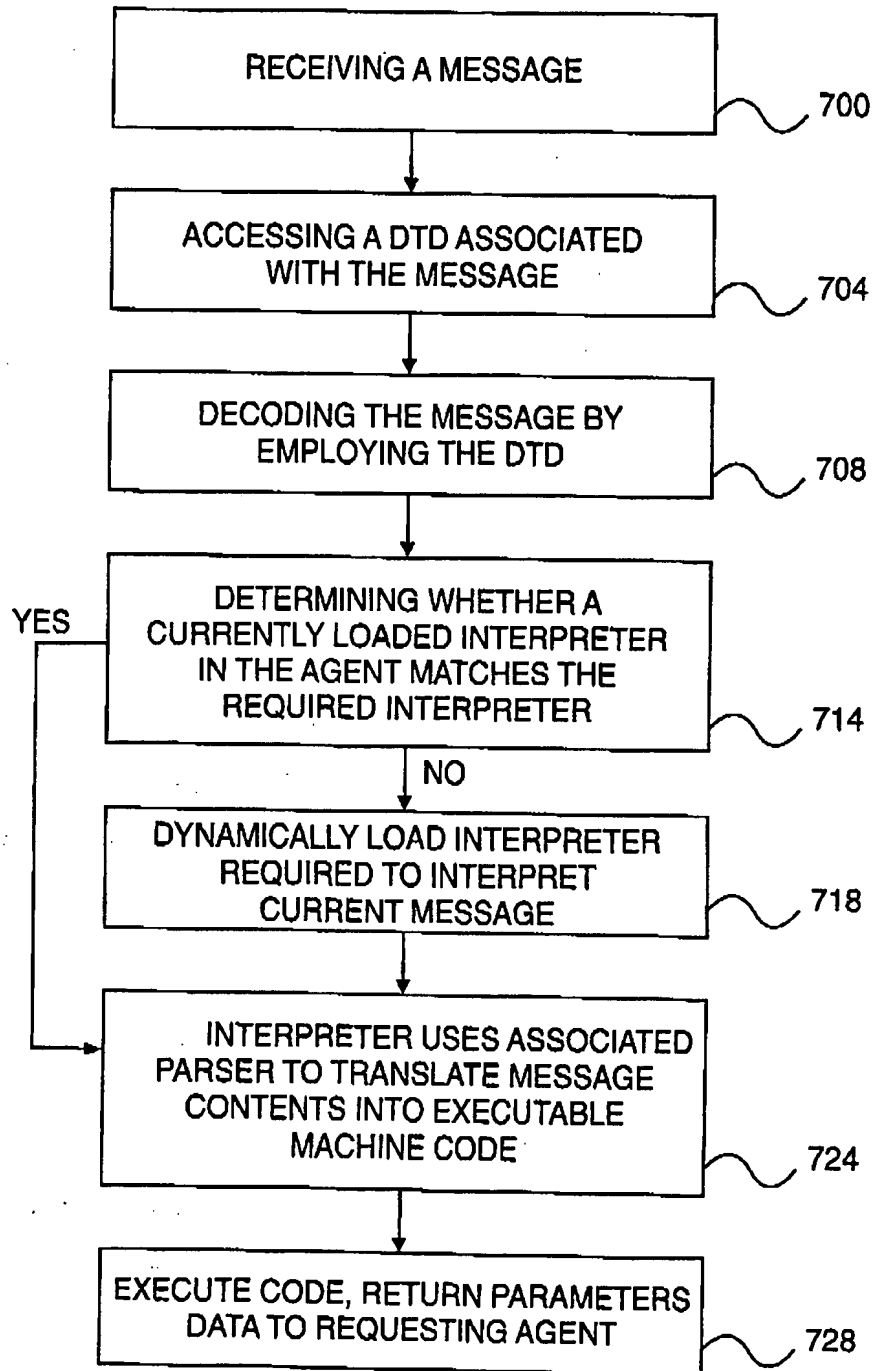 RECEIVING A MESSAGE
700
ACCESSING A DTD ASSOCIATED
WITH THE MESSAGE
704
DECODING THE MESSAGE BY
EMPLOYING THE DTD
708
DETERMINING WHETHER A
CURRENTLY LOADED INTERPRETER
IN THE AGENT MATCHES THE
REQUIRED INTERPRETER
714
YES
NO
DYNAMICALLY LOAD INTERPRETER
REQUIRED TO INTERPRET
CURRENT MESSAGE
718
INTERPRETER USES ASSOCIATED
PARSER TO TRANSLATE MESSAGE
CONTENTS INTO EXECUTABLE
MACHINE CODE
724
EXECUTE CODE, RETURN PARAMETERS
DATA TO REQUESTING AGENT
728